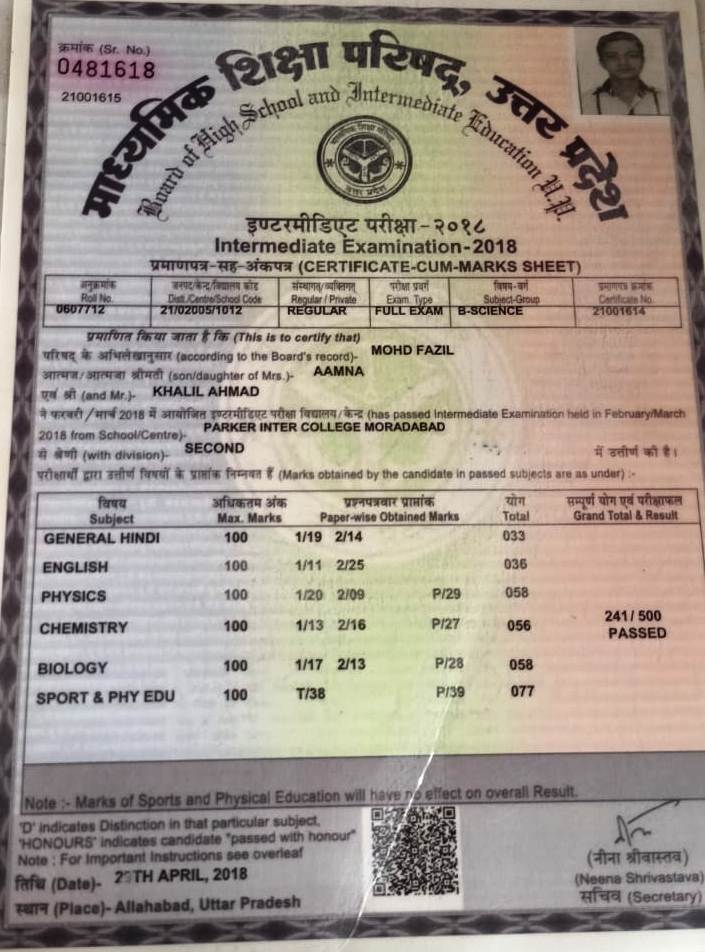 क्रमांक (Sr. No.)
0481618
21001615
माध्यमिक शिक्षा परिषद्, उत्तर प्रदेश
Board of High School and Intermediate Education U.P.
इण्टरमीडिएट परीक्षा-२०१८
Intermediate Examination-2018
प्रमाणपत्र-सह-अंकपत्र (CERTIFICATE-CUM-MARKS SHEET)
अनुक्रमांक जनपद/केन्द्र/विद्यालय कोड संस्थागत/व्यक्तिगत परीक्षा प्रवर्ग विषय-वर्ग प्रमाणपत्र क्रमांक
Roll No. Dist./Centre/School Code Regular / Private Exam. Type Subject-Group Certificate No.
0607712 21/02005/1012 REGULAR FULL EXAM B-SCIENCE 21001614
प्रमाणित किया जाता है कि (This is to certify that)
परिषद के अभिलेखानुसार (according to the Board's record)- MOHD FAZIL
आत्मज/आत्मजा श्रीमती (son/daughter of Mrs.)- AAMNA
एवं श्री (and Mr.)- KHALIL AHMAD
ने फरवरी/मार्च 2018 में आयोजित इण्टरमीडिएट परीक्षा विद्यालय/केन्द्र (has passed Intermediate Examination held in February/March
2018 from School/Centre)- PARKER INTER COLLEGE MORADABAD
से श्रेणी (with division)- SECOND में उत्तीर्ण की है।
परीक्षार्थी द्वारा उत्तीर्ण विषयों के प्राप्तांक निम्नवत हैं (Marks obtained by the candidate in passed subjects are as under) :-
विषय अधिकतम अंक प्रश्नपत्रवार प्राप्तांक योग सम्पूर्ण योग एवं परीक्षाफल
Subject Max. Marks Paper-wise Obtained Marks Total Grand Total & Result
GENERAL HINDI 100 1/19 2/14 033
ENGLISH 100 1/11 2/25 036
PHYSICS 100 1/20 2/09 P/29 058
CHEMISTRY 100 1/13 2/16 P/27 056
241/500
PASSED
BIOLOGY 100 1/17 2/13 P/28 058
SPORT & PHY EDU 100 T/38 P/39 077
Note :- Marks of Sports and Physical Education will have no effect on overall Result.
'D' indicates Distinction in that particular subject.
'HONOURS' indicates candidate "passed with honour"
Note : For Important Instructions see overleaf
तिथि (Date)- TH APRIL, 2018
स्थान (Place)- Allahabad, Uttar Pradesh
(नीना श्रीवास्तव)
(Neena Shrivastava)
सचिव (Secretary)